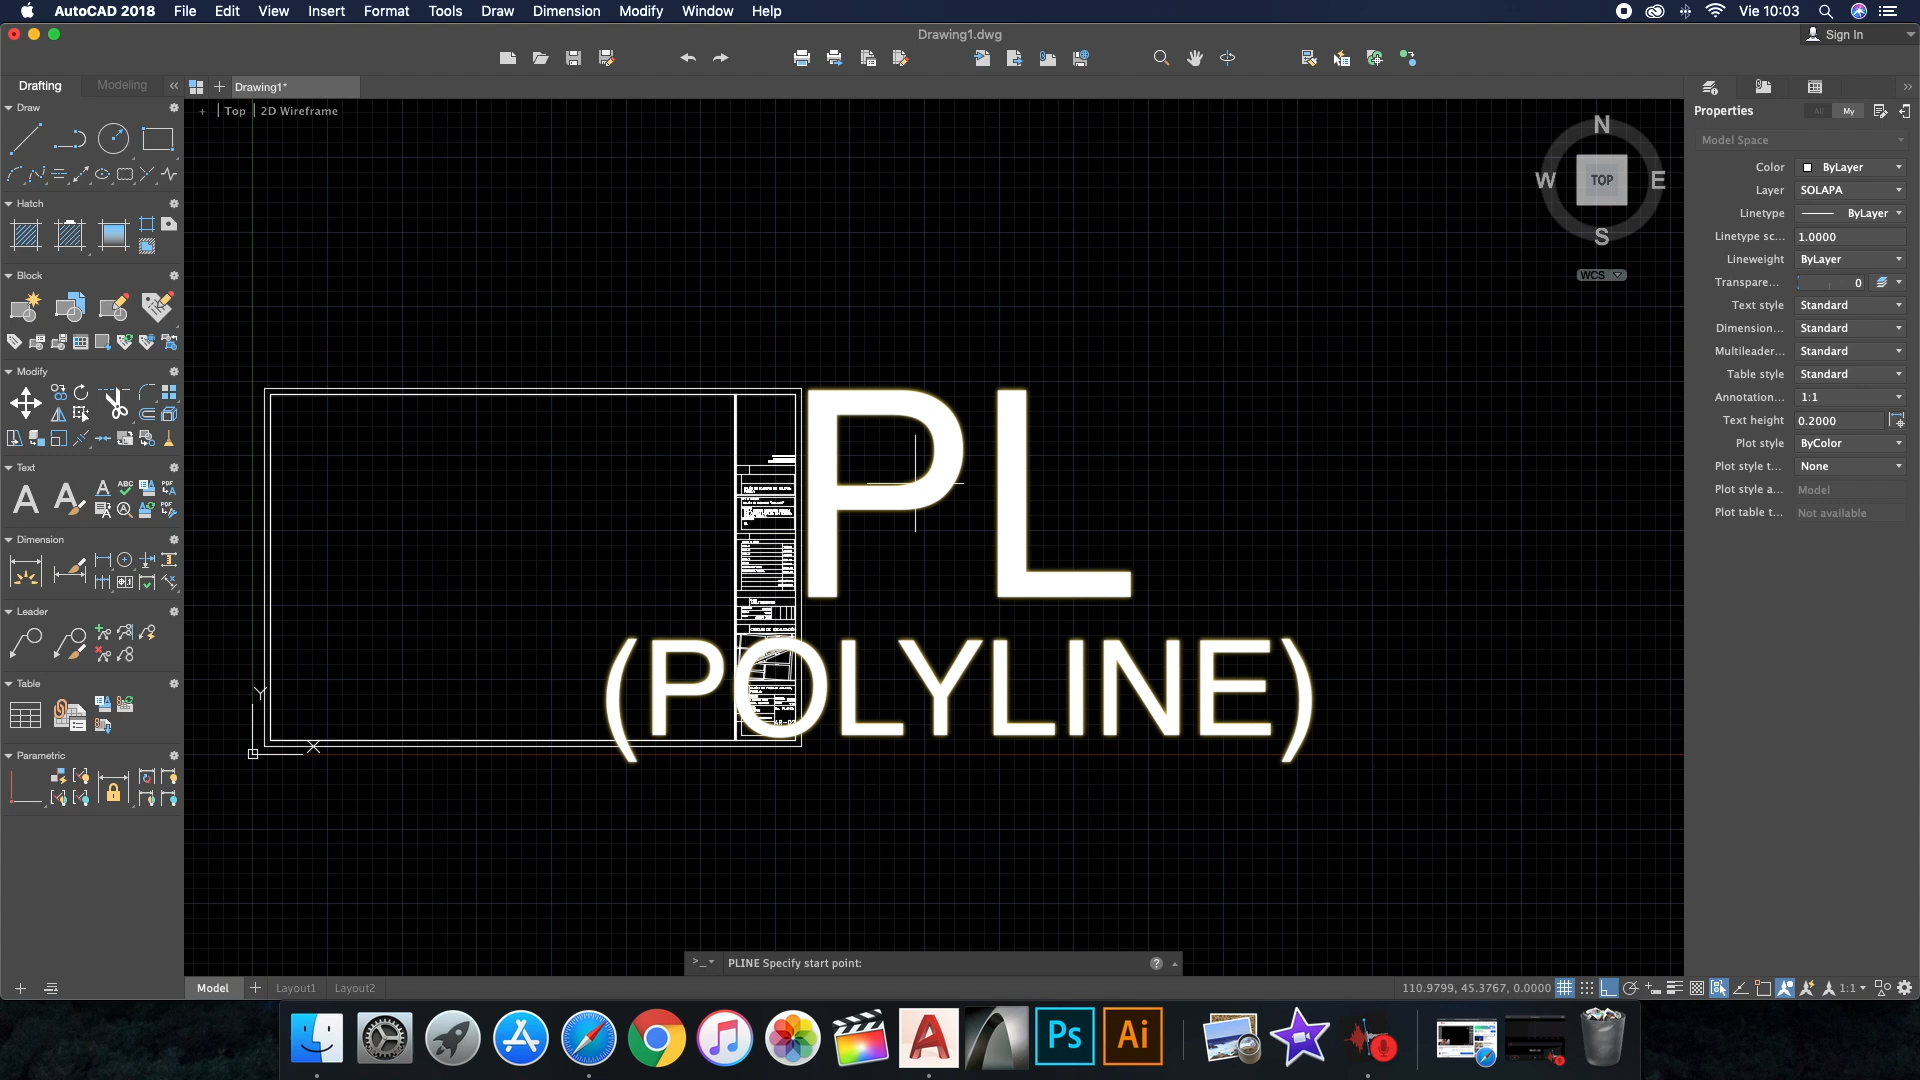 AutoCAD 2018 File Edit View Insert Format Tools Draw Dimension Modify Window Help Vie 10:03
Drawing1.dwg
Sign In
Drafting Modeling Drawing1*
Draw
+ | Top | 2D Wireframe
Properties All My
Model Space
N
W TOP E
S
WCS
Color ByLayer
Layer SOLAPA
Linetype ByLayer
Linetype sc... 1.0000
Lineweight ByLayer
Transpare... 0
Text style Standard
Dimension... Standard
Multileader... Standard
Table style Standard
Annotation... 1:1
Text height 0.2000
Plot style ByColor
Plot style t... None
Plot style a... Model
Plot table t... Not available
Hatch
Block
Modify
Text
A A A ABC PDF A
Dimension
Leader
Table
Parametric
PL
(POLYLINE)
Y
X
>_ PLINE Specify start point: ?
Model + Layout1 Layout2 110.9799, 45.3767, 0.0000 1:1
Ps Ai